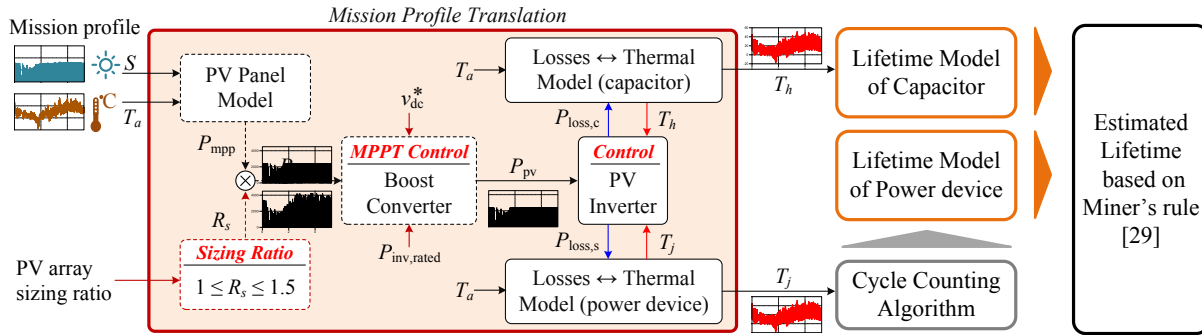 Mission Profile Translation
Mission profile
S
°C
T_a
PV Panel
Model
P_mpp
R_s
Sizing Ratio
1 ≤ R_s ≤ 1.5
PV array
sizing ratio
v_dc*
MPPT Control
Boost
Converter
P_inv,rated
P_pv
T_a
Losses ↔ Thermal
Model (capacitor)
P_loss,c
T_h
Control
PV
Inverter
P_loss,s
T_j
T_a
Losses ↔ Thermal
Model (power device)
T_h
T_j
Lifetime Model
of Capacitor
Lifetime Model
of Power device
Cycle Counting
Algorithm
Estimated
Lifetime
based on
Miner's rule
[29]